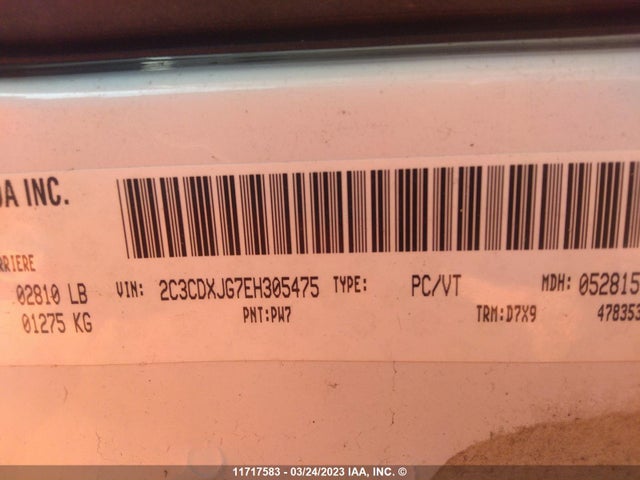 DA INC.
RRIERE
02810 LB VIN: 2C3CDXJG7EH305475 TYPE: PC/VT MDH: 052815
01275 KG PNT:PW7 TRM:D7X9 478353
11717583 - 03/24/2023 IAA, INC. ©